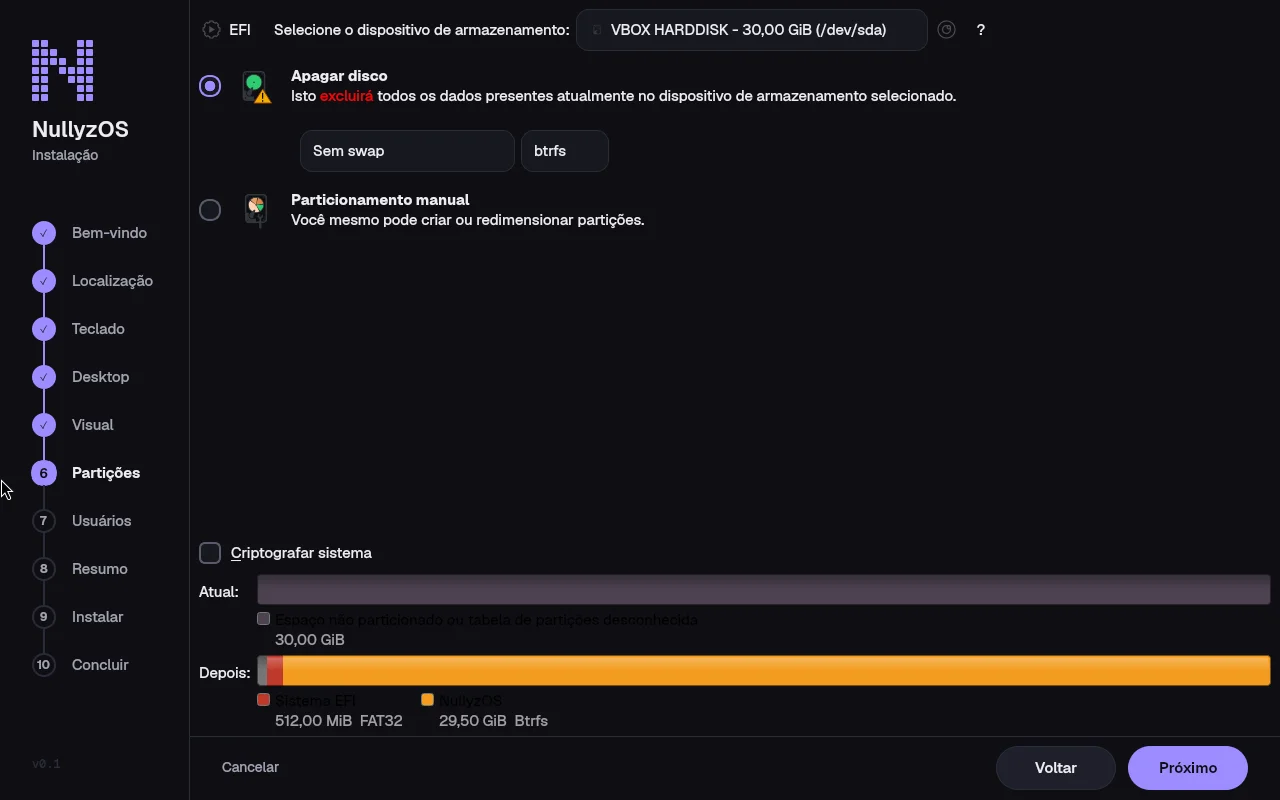 NullyzOS
Instalação
✓ Bem-vindo
✓ Localização
✓ Teclado
✓ Desktop
✓ Visual
6 Partições
7 Usuários
8 Resumo
9 Instalar
10 Concluir
v0.1
EFI Selecione o dispositivo de armazenamento: VBOX HARDDISK - 30,00 GiB (/dev/sda) ?
Apagar disco
Isto excluirá todos os dados presentes atualmente no dispositivo de armazenamento selecionado.
Sem swap btrfs
Particionamento manual
Você mesmo pode criar ou redimensionar partições.
Criptografar sistema
Atual:
Espaço não particionado ou tabela de partições desconhecida
30,00 GiB
Depois:
Sistema EFI NullyzOS
512,00 MiB FAT32 29,50 GiB Btrfs
Cancelar Voltar Próximo